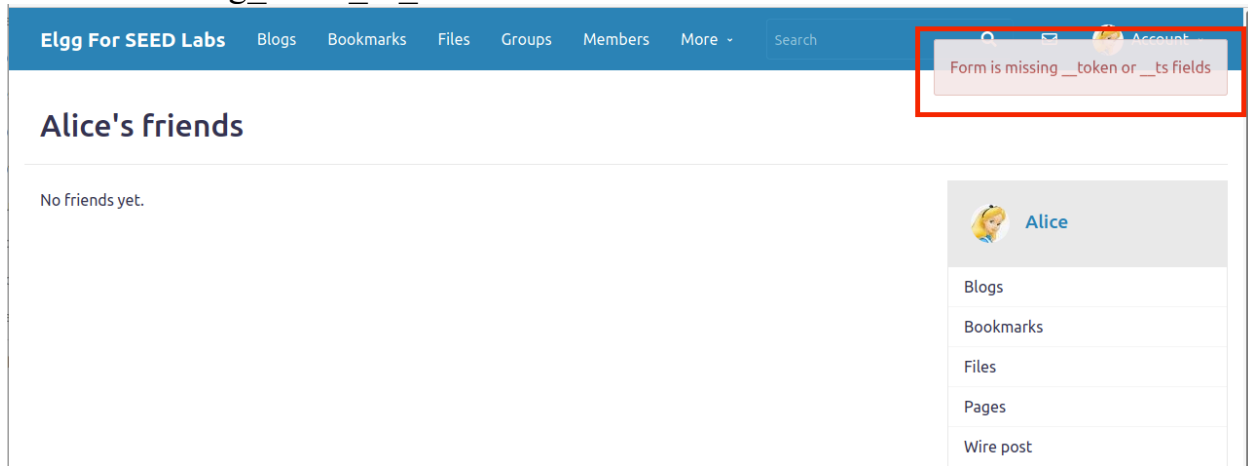 Elgg For SEED Labs Blogs Bookmarks Files Groups Members More Search Account
Form is missing __token or __ts fields
Alice's friends
No friends yet.
Alice
Blogs
Bookmarks
Files
Pages
Wire post